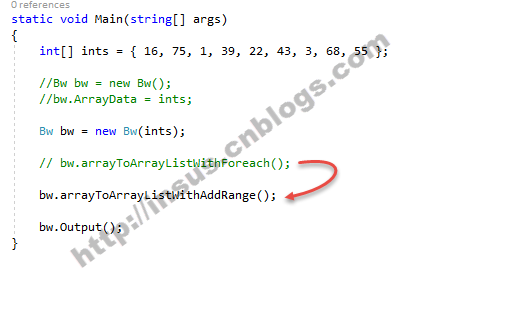 0 references
static void Main(string[] args)
{
int[] ints = { 16, 75, 1, 39, 22, 43, 3, 68, 55 };
//Bw bw = new Bw();
//bw.ArrayData = ints;
Bw bw = new Bw(ints);
// bw.arrayToArrayListWithForeach();
bw.arrayToArrayListWithAddRange();
bw.Output();
}
http://insus.cnblogs.com